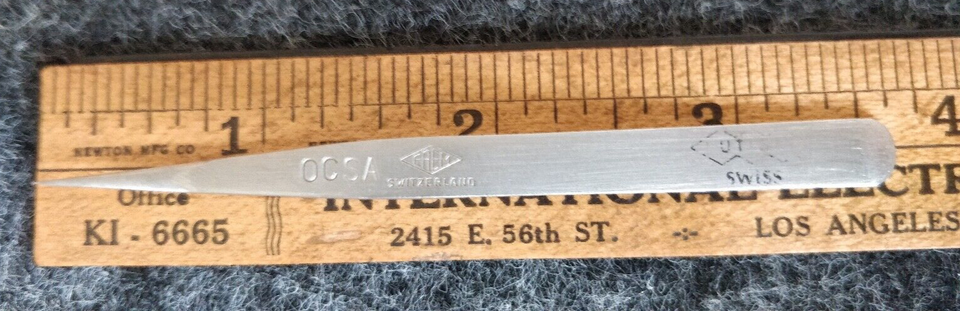 1 2 3 4
NEWTON MFG CO
OCSA
SWITZERLAND
SWISS
Office
KI - 6665
INTERNATIONAL ELECTR
2415 E. 56th ST.
LOS ANGELES